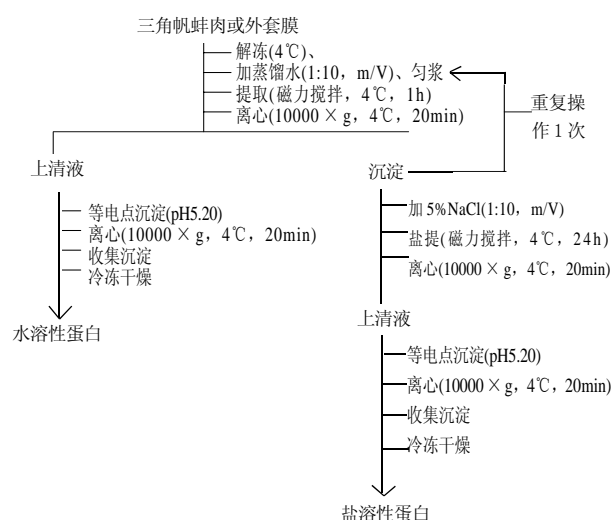 三角帆蚌肉或外套膜
解冻(4℃)、
加蒸馏水(1:10，m/V)、匀浆
提取(磁力搅拌，4℃，1h)
离心(10000 × g，4℃，20min)
重复操
作 1 次
上清液
等电点沉淀(pH5.20)
离心(10000 × g，4℃，20min)
收集沉淀
冷冻干燥
水溶性蛋白
沉淀
加 5%NaCl(1:10，m/V)
盐提(磁力搅拌，4℃，24h)
离心(10000 × g，4℃，20min)
上清液
等电点沉淀(pH5.20)
离心(10000 × g，4℃，20min)
收集沉淀
冷冻干燥
盐溶性蛋白